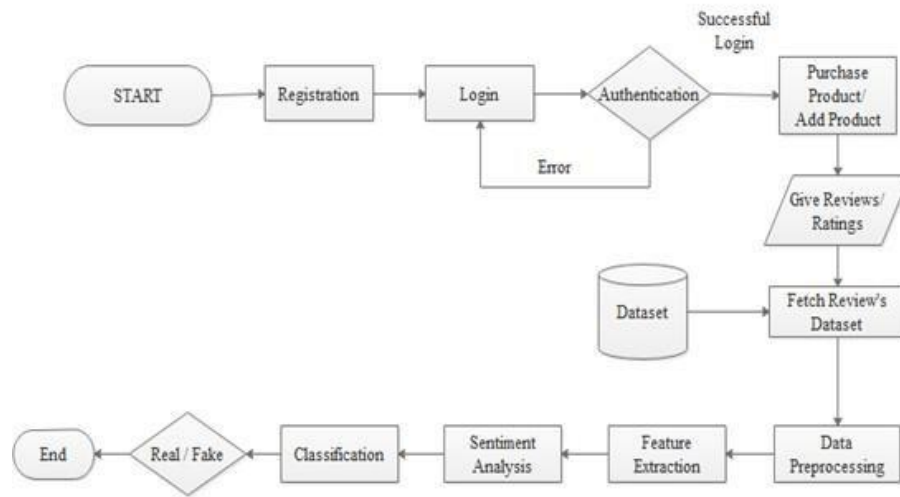 Successful
Login
START
Registration
Login
Authentication
Purchase
Product/
Add Product
Error
Give Reviews/
Ratings
Dataset
Fetch Review's
Dataset
End
Real / Fake
Classification
Sentiment
Analysis
Feature
Extraction
Data
Preprocessing